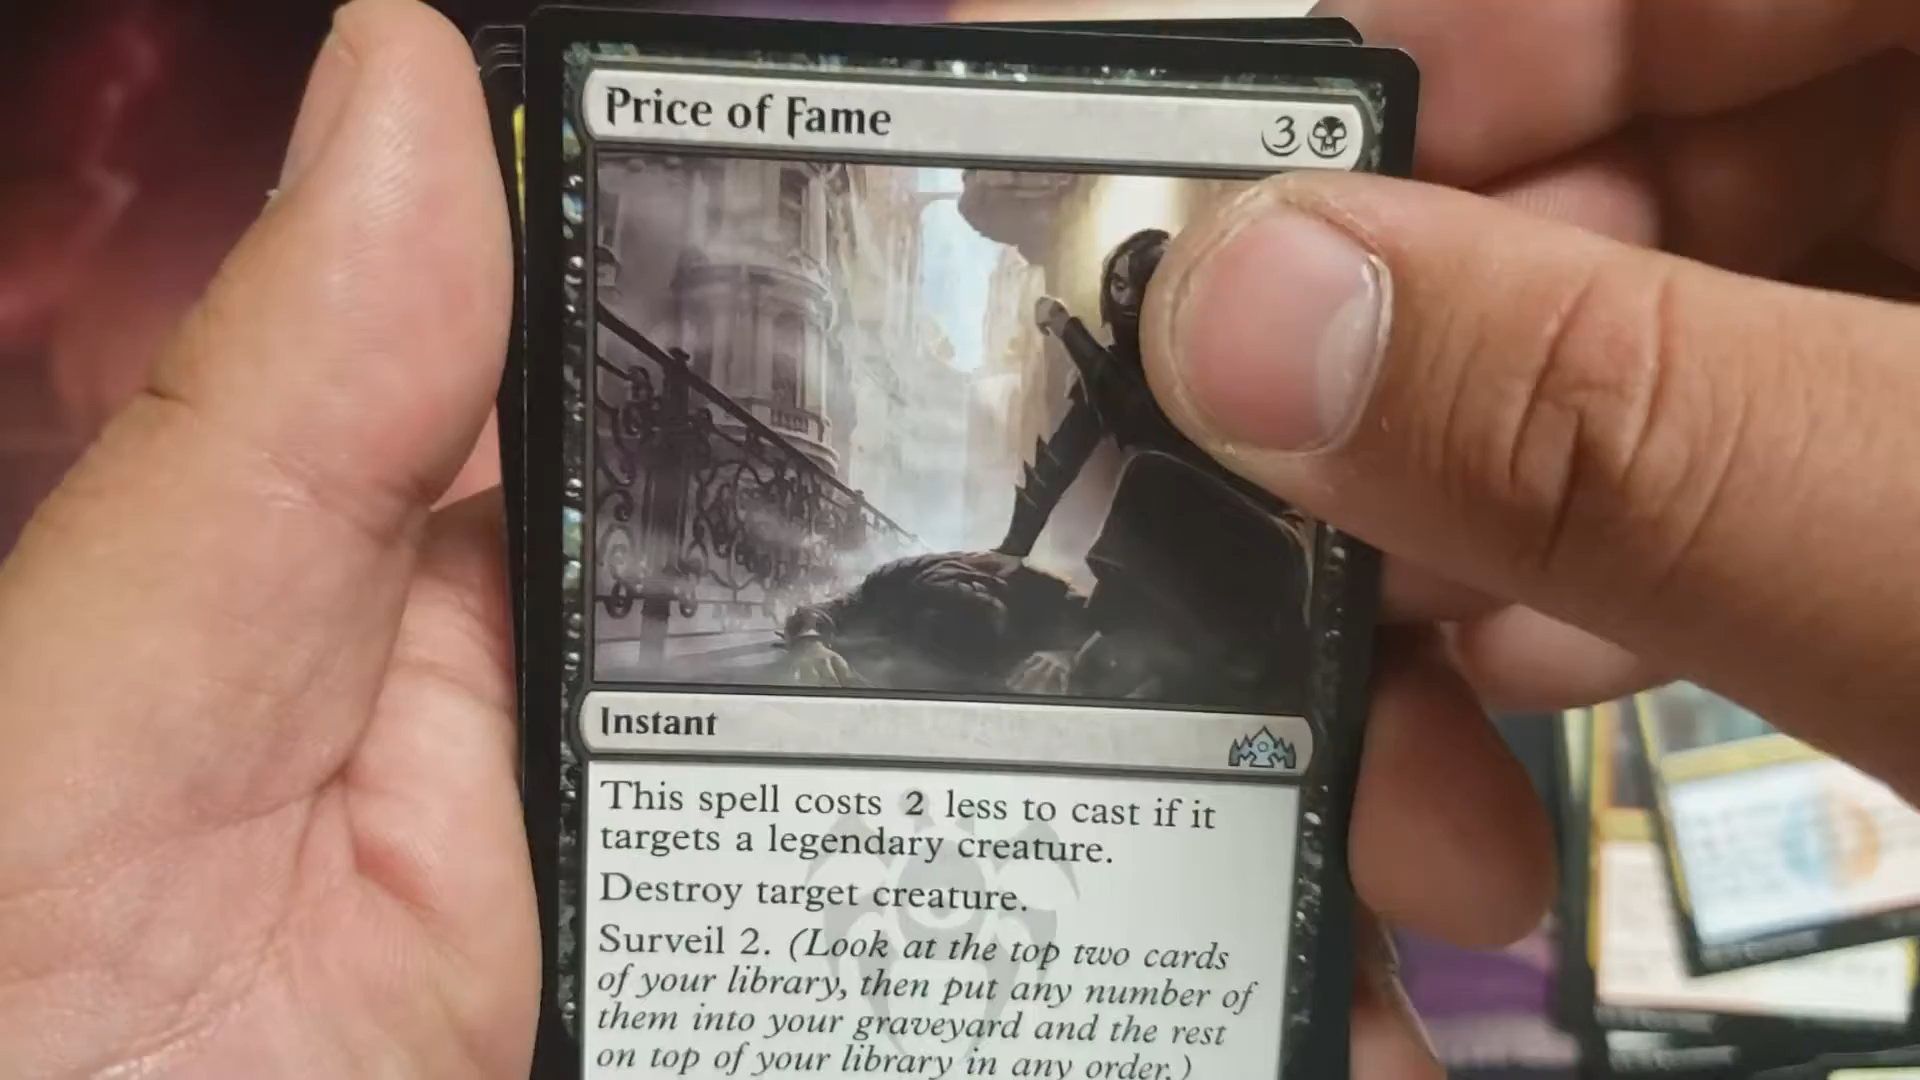 Price of Fame
3
Instant
This spell costs 2 less to cast if it
targets a legendary creature.
Destroy target creature.
Surveil 2. (Look at the top two cards
of your library, then put any number of
them into your graveyard and the rest
on top of your library in any order.)